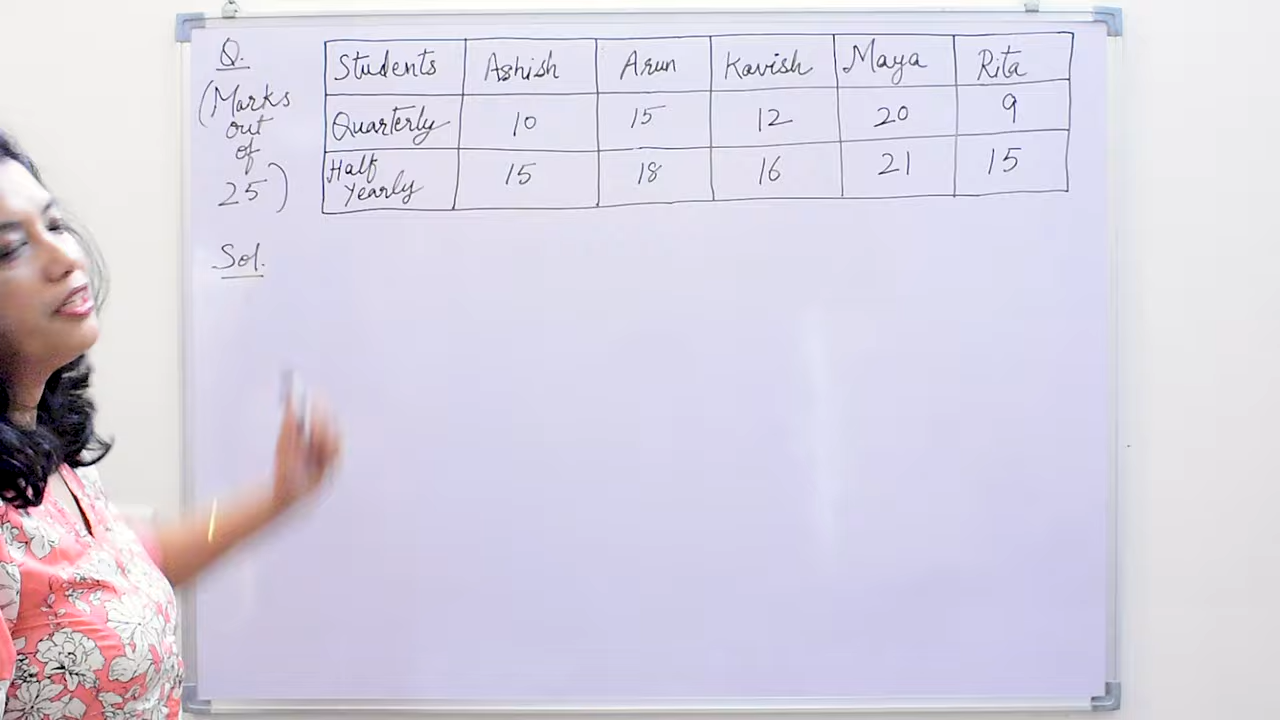 Q.
(Marks
out
of
25)
Students Ashish Arun Kavish Maya Rita
Quarterly 10 15 12 20 9
Half
Yearly 15 18 16 21 15
Sol.